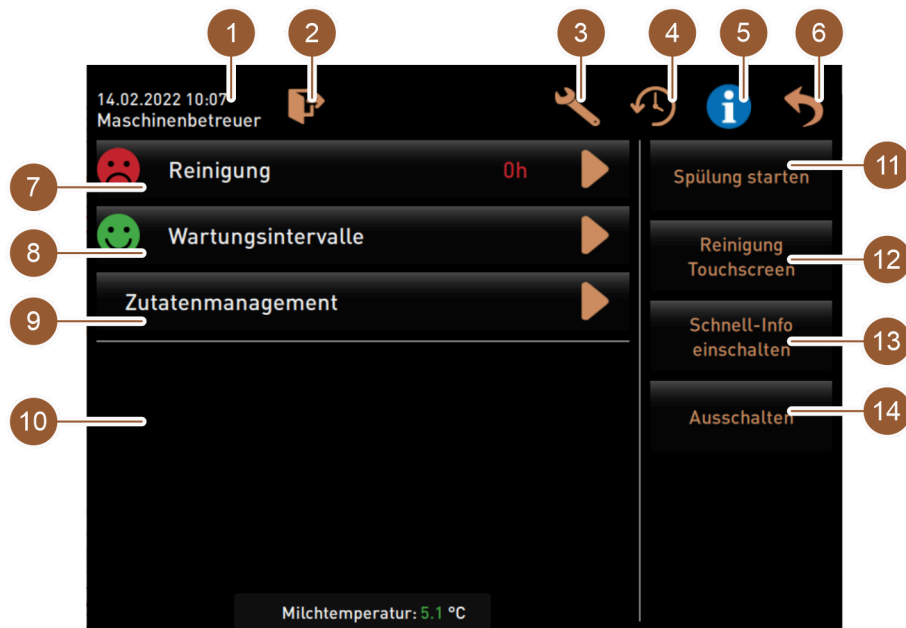 1 2 3 4 5 6
14.02.2022 10:07
Maschinenbetreuer
7 Reinigung 0h
Spülung starten 11
8 Wartungsintervalle
Reinigung
Touchscreen 12
9 Zutatenmanagement
Schnell-Info
einschalten 13
10
Ausschalten 14
Milchtemperatur: 5.1 °C